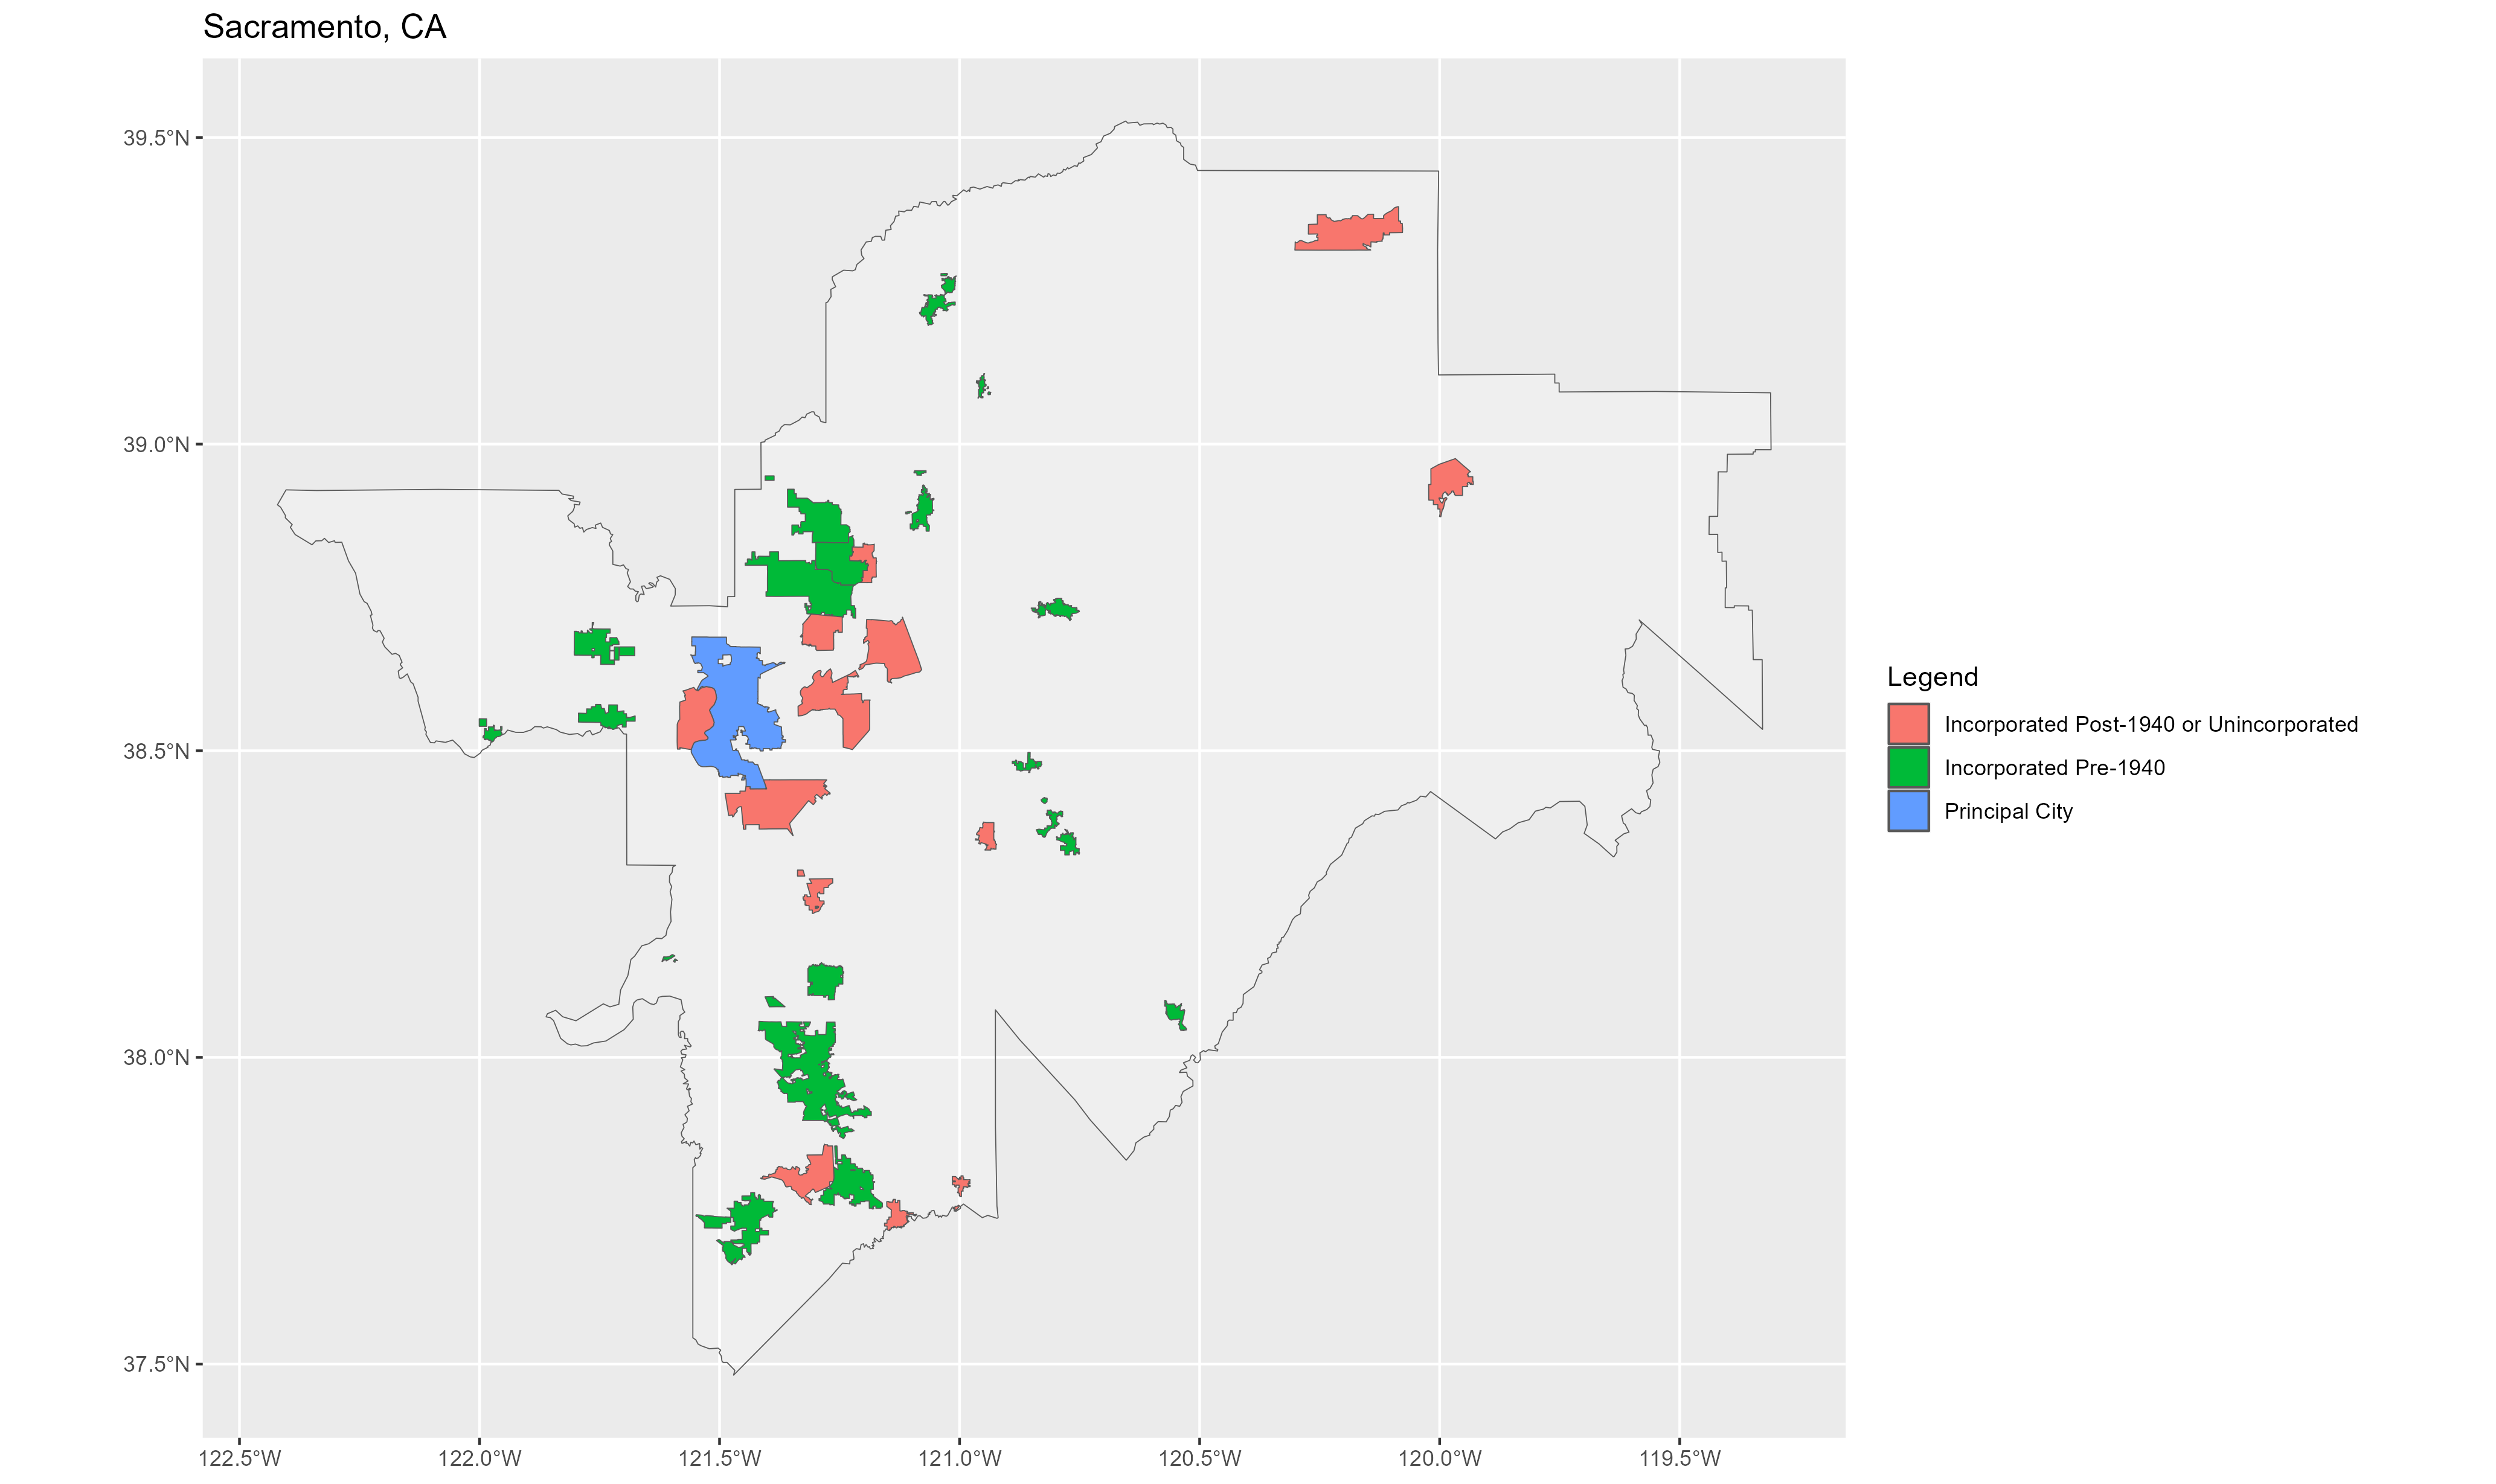 Sacramento, CA
39.5°N
39.0°N
38.5°N
38.0°N
37.5°N
122.5°W
122.0°W
121.5°W
121.0°W
120.5°W
120.0°W
119.5°W
Legend
Incorporated Post-1940 or Unincorporated
Incorporated Pre-1940
Principal City